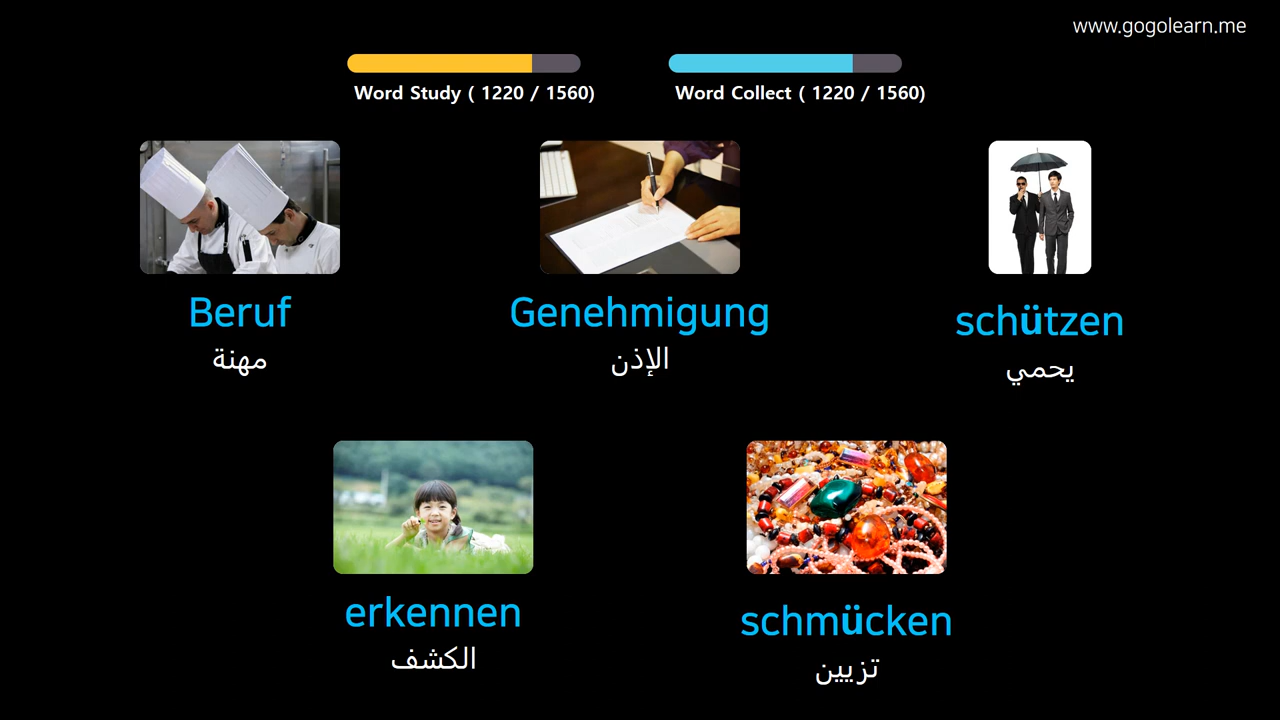 www.gogolearn.me
Word Study ( 1220 / 1560)
Word Collect ( 1220 / 1560)
Beruf
مهنة
Genehmigung
الإذن
schützen
يحمي
erkennen
الكشف
schmücken
تزيين